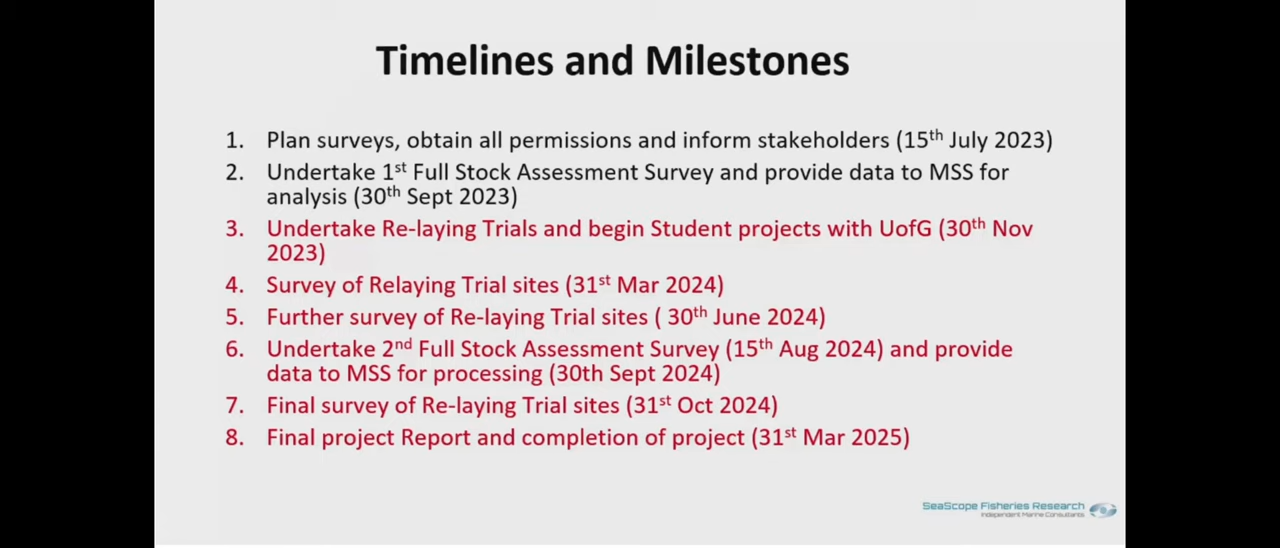 Timelines and Milestones
1. Plan surveys, obtain all permissions and inform stakeholders (15th July 2023)
2. Undertake 1st Full Stock Assessment Survey and provide data to MSS for
analysis (30th Sept 2023)
3. Undertake Re-laying Trials and begin Student projects with UofG (30th Nov
2023)
4. Survey of Relaying Trial sites (31st Mar 2024)
5. Further survey of Re-laying Trial sites ( 30th June 2024)
6. Undertake 2nd Full Stock Assessment Survey (15th Aug 2024) and provide
data to MSS for processing (30th Sept 2024)
7. Final survey of Re-laying Trial sites (31st Oct 2024)
8. Final project Report and completion of project (31st Mar 2025)
SeaScope Fisheries Research
Independent Marine Consultants